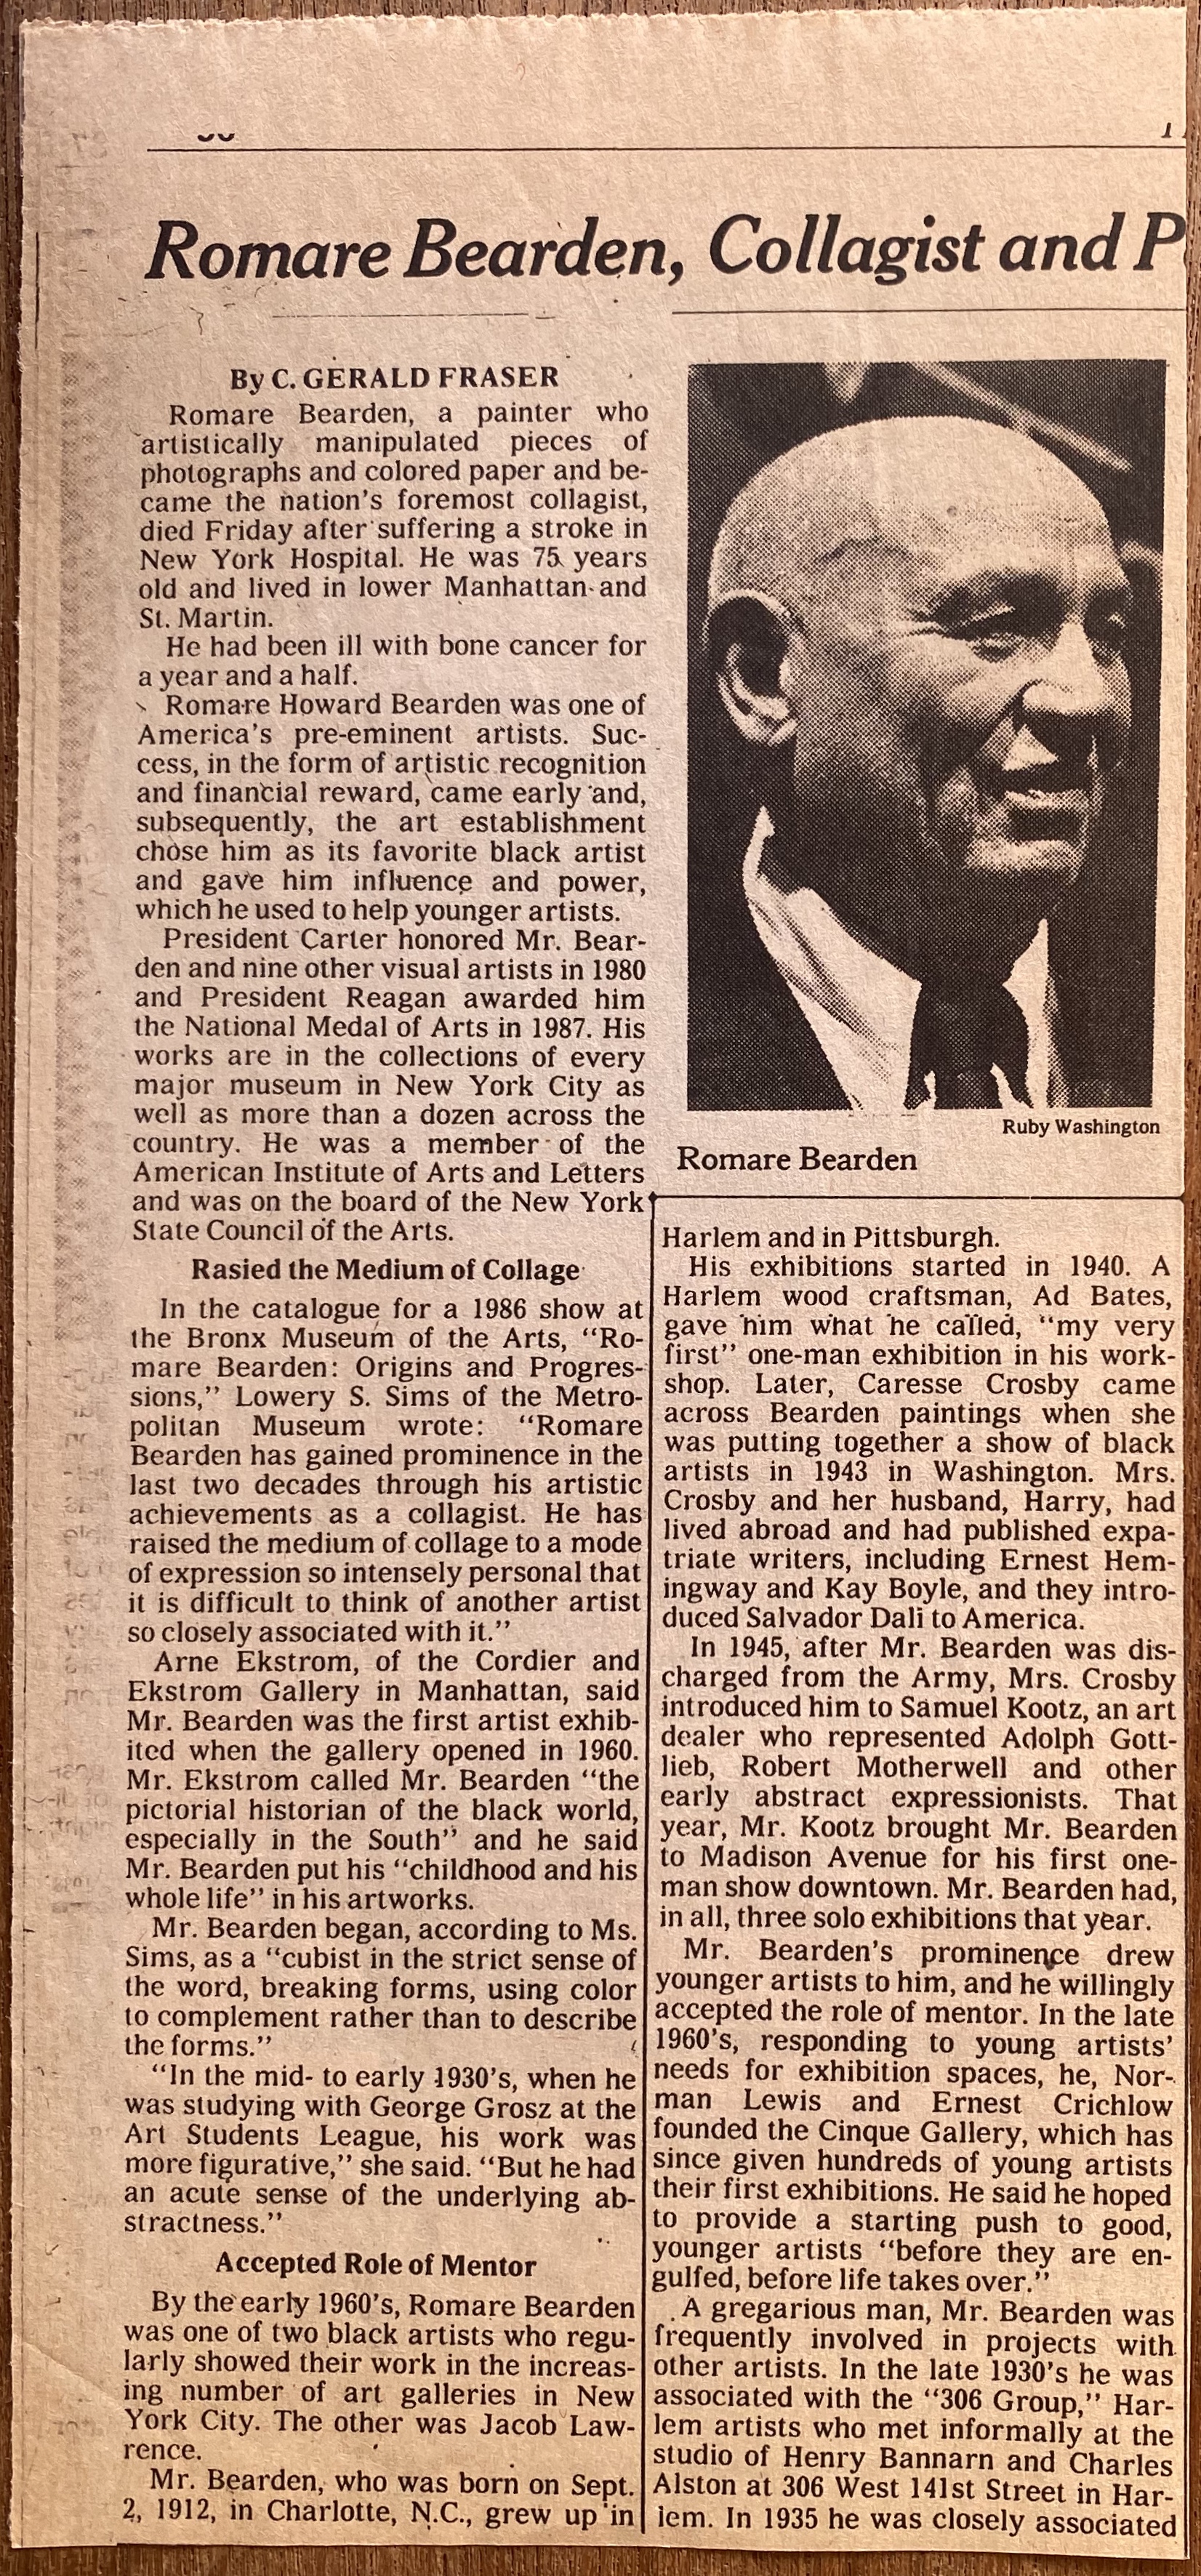 Romare Bearden, Collagist and P
By C. GERALD FRASER
Romare Bearden, a painter who
artistically manipulated pieces of
photographs and colored paper and be-
came the nation's foremost collagist,
died Friday after suffering a stroke in
New York Hospital. He was 75 years
old and lived in lower Manhattan and
St. Martin.
He had been ill with bone cancer for
a year and a half.
Romare Howard Bearden was one of
America's pre-eminent artists. Suc-
cess, in the form of artistic recognition
and financial reward, came early and,
subsequently, the art establishment
chose him as its favorite black artist
and gave him influence and power,
which he used to help younger artists.
President Carter honored Mr. Bear-
den and nine other visual artists in 1980
and President Reagan awarded him
the National Medal of Arts in 1987. His
works are in the collections of every
major museum in New York City as
well as more than a dozen across the
country. He was a member of the
American Institute of Arts and Letters
and was on the board of the New York
State Council of the Arts.
Rasied the Medium of Collage
In the catalogue for a 1986 show at
the Bronx Museum of the Arts, "Ro-
mare Bearden: Origins and Progres-
sions," Lowery S. Sims of the Metro-
politan Museum wrote: "Romare
Bearden has gained prominence in the
last two decades through his artistic
achievements as a collagist. He has
raised the medium of collage to a mode
of expression so intensely personal that
it is difficult to think of another artist
so closely associated with it."
Arne Ekstrom, of the Cordier and
Ekstrom Gallery in Manhattan, said
Mr. Bearden was the first artist exhib-
ited when the gallery opened in 1960.
Mr. Ekstrom called Mr. Bearden "the
pictorial historian of the black world,
especially in the South" and he said
Mr. Bearden put his "childhood and his
whole life" in his artworks.
Mr. Bearden began, according to Ms.
Sims, as a "cubist in the strict sense of
the word, breaking forms, using color
to complement rather than to describe
the forms."
"In the mid- to early 1930's, when he
was studying with George Grosz at the
Art Students League, his work was
more figurative," she said. "But he had
an acute sense of the underlying ab-
stractness."
Accepted Role of Mentor
By the early 1960's, Romare Bearden
was one of two black artists who regu-
larly showed their work in the increas-
ing number of art galleries in New
York City. The other was Jacob Law-
rence.
Mr. Bearden, who was born on Sept.
2, 1912, in Charlotte, N.C., grew up in
Ruby Washington
Romare Bearden
Harlem and in Pittsburgh.
His exhibitions started in 1940. A
Harlem wood craftsman, Ad Bates,
gave him what he called, "my very
first" one-man exhibition in his work-
shop. Later, Caresse Crosby came
across Bearden paintings when she
was putting together a show of black
artists in 1943 in Washington. Mrs.
Crosby and her husband, Harry, had
lived abroad and had published expa-
triate writers, including Ernest Hem-
ingway and Kay Boyle, and they intro-
duced Salvador Dali to America.
In 1945, after Mr. Bearden was dis-
charged from the Army, Mrs. Crosby
introduced him to Samuel Kootz, an art
dealer who represented Adolph Gott-
lieb, Robert Motherwell and other
early abstract expressionists. That
year, Mr. Kootz brought Mr. Bearden
to Madison Avenue for his first one-
man show downtown. Mr. Bearden had,
in all, three solo exhibitions that year.
Mr. Bearden's prominence drew
younger artists to him, and he willingly
accepted the role of mentor. In the late
1960's, responding to young artists'
needs for exhibition spaces, he, Nor-
man Lewis and Ernest Crichlow
founded the Cinque Gallery, which has
since given hundreds of young artists
their first exhibitions. He said he hoped
to provide a starting push to good,
younger artists "before they are en-
gulfed, before life takes over."
A gregarious man, Mr. Bearden was
frequently involved in projects with
other artists. In the late 1930's he was
associated with the "306 Group," Har-
lem artists who met informally at the
studio of Henry Bannarn and Charles
Alston at 306 West 141st Street in Har-
lem. In 1935 he was closely associated